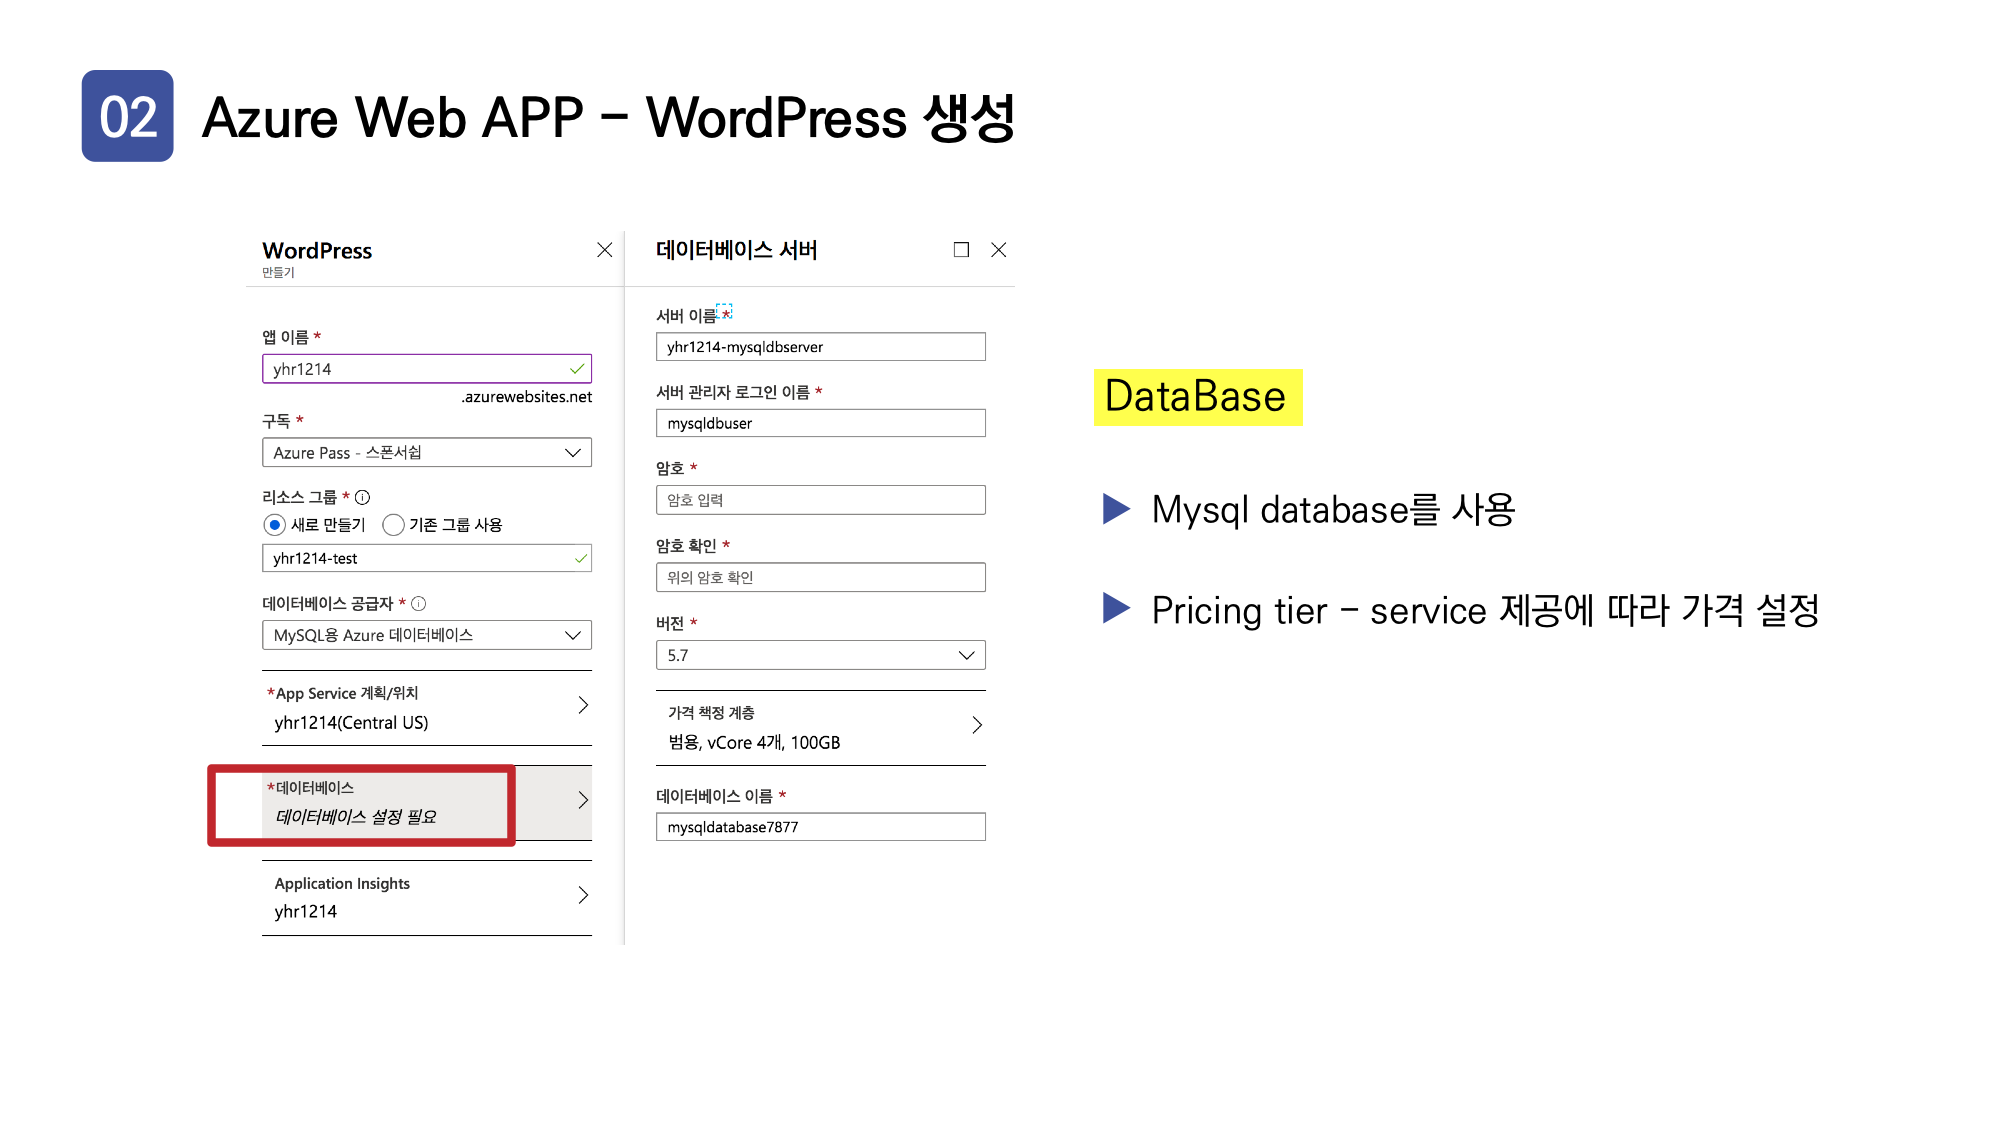 02
Azure Web APP – WordPress 생성
WordPress
만들기
앱 이름 *
yhr1214
.azurewebsites.net
구독 *
Azure Pass - 스폰서쉽
리소스 그룹 *
새로 만들기 기존 그룹 사용
yhr1214-test
데이터베이스 공급자 *
MySQL용 Azure 데이터베이스
*App Service 계획/위치
yhr1214(Central US)
*데이터베이스
데이터베이스 설정 필요
Application Insights
yhr1214
데이터베이스 서버
서버 이름 *
yhr1214-mysqldbserver
서버 관리자 로그인 이름 *
mysqldbuser
암호 *
암호 입력
암호 확인 *
위의 암호 확인
버전 *
5.7
가격 책정 계층
범용, vCore 4개, 100GB
데이터베이스 이름 *
mysqldatabase7877
DataBase
Mysql database를 사용
Pricing tier – service 제공에 따라 가격 설정